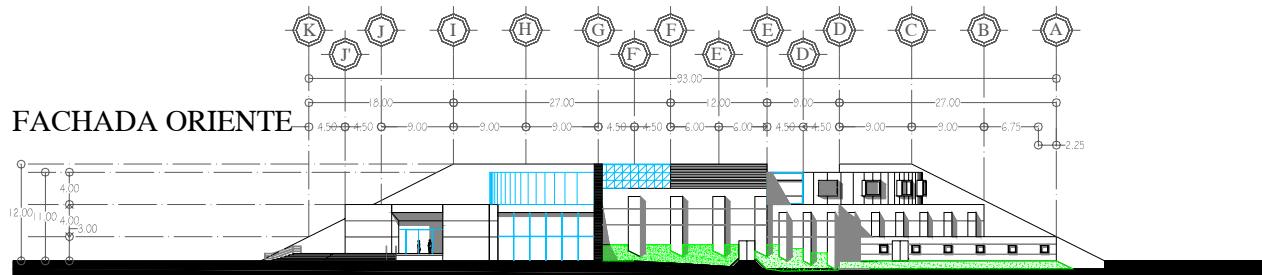 K J I H G F E D C B A
J' F' E` D`
93.00
18.00 27.00 12.00 9.00 27.00
FACHADA ORIENTE
4.50 4.50 9.00 9.00 9.00 4.50 4.50 6.00 6.00 4.50 4.50 9.00 9.00 6.75
2.25
4.00
12.00 11.00 4.00
3.00